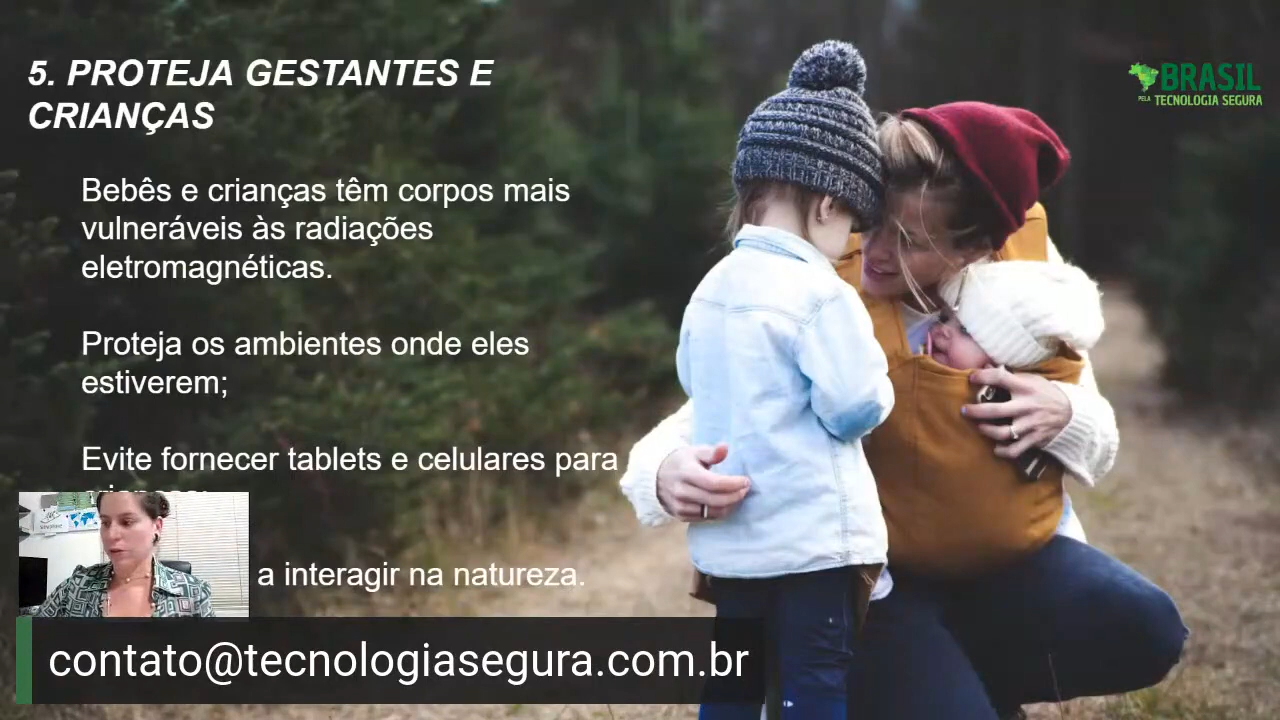 5. PROTEJA GESTANTES E
CRIANÇAS
BRASIL
PELA TECNOLOGIA SEGURA
Bebês e crianças têm corpos mais
vulneráveis às radiações
eletromagnéticas.
Proteja os ambientes onde eles
estiverem;
Evite fornecer tablets e celulares para
a interagir na natureza.
contato@tecnologiasegura.com.br